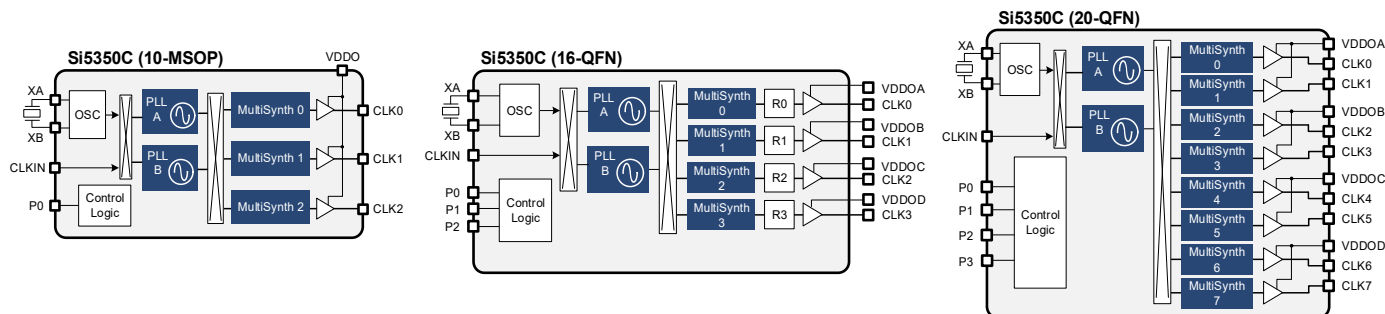 Si5350C (10-MSOP)
VDDO
XA
XB
OSC
CLKIN
P0
Control
Logic
PLL
A
PLL
B
MultiSynth 0
MultiSynth 1
MultiSynth 2
CLK0
CLK1
CLK2
Si5350C (16-QFN)
XA
XB
OSC
CLKIN
P0
P1
P2
Control
Logic
PLL
A
PLL
B
MultiSynth
0
MultiSynth
1
MultiSynth
2
MultiSynth
3
R0
R1
R2
R3
VDDOA
CLK0
VDDOB
CLK1
VDDOC
CLK2
VDDOD
CLK3
Si5350C (20-QFN)
XA
XB
OSC
CLKIN
P0
P1
P2
P3
Control
Logic
PLL
A
PLL
B
MultiSynth
0
MultiSynth
1
MultiSynth
2
MultiSynth
3
MultiSynth
4
MultiSynth
5
MultiSynth
6
MultiSynth
7
VDDOA
CLK0
CLK1
VDDOB
CLK2
CLK3
VDDOC
CLK4
CLK5
VDDOD
CLK6
CLK7